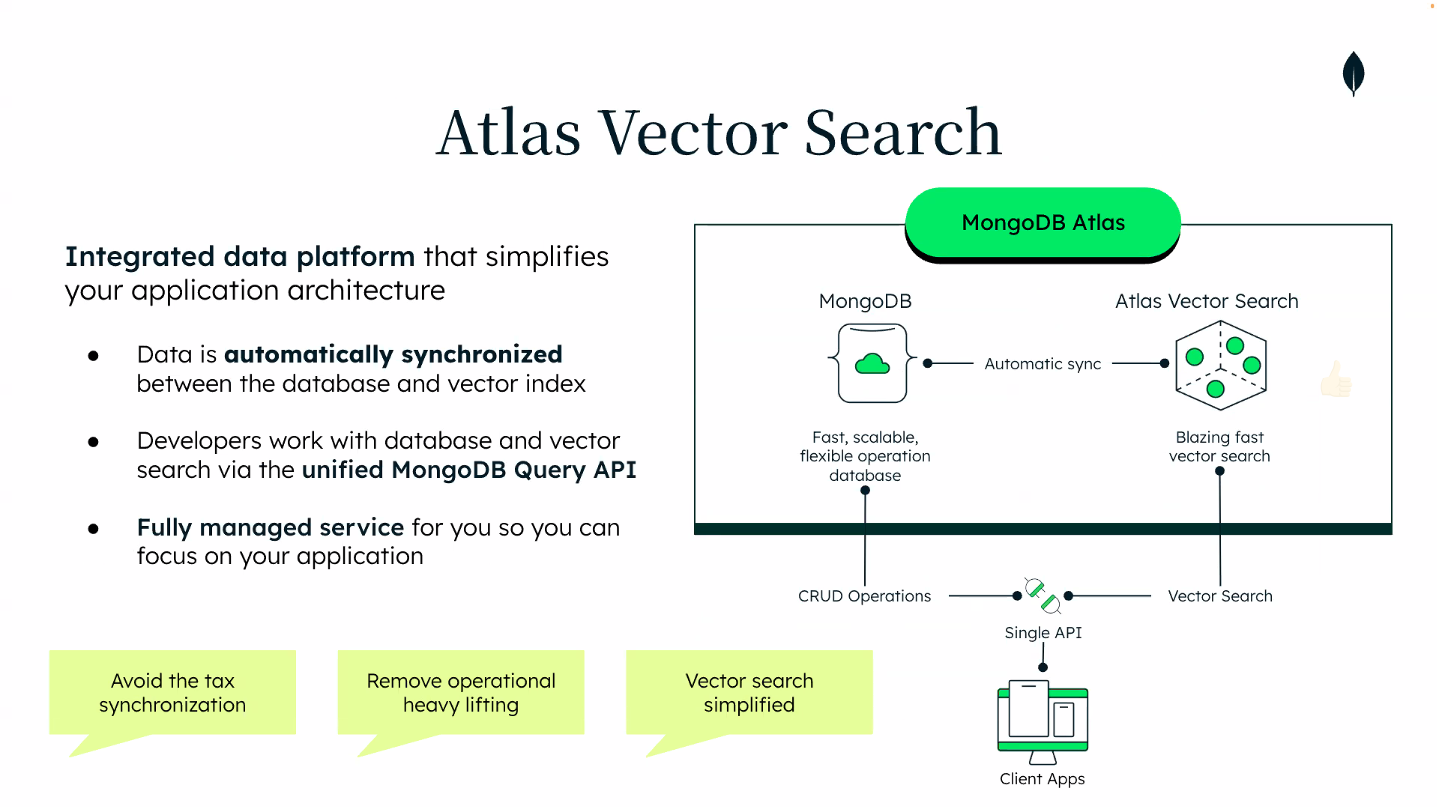 Atlas Vector Search
Integrated data platform that simplifies
your application architecture
● Data is automatically synchronized
between the database and vector index
● Developers work with database and vector
search via the unified MongoDB Query API
● Fully managed service for you so you can
focus on your application
MongoDB Atlas
MongoDB
Atlas Vector Search
Automatic sync
Fast, scalable,
flexible operation
database
Blazing fast
vector search
CRUD Operations
Vector Search
Single API
Client Apps
Avoid the tax
synchronization
Remove operational
heavy lifting
Vector search
simplified